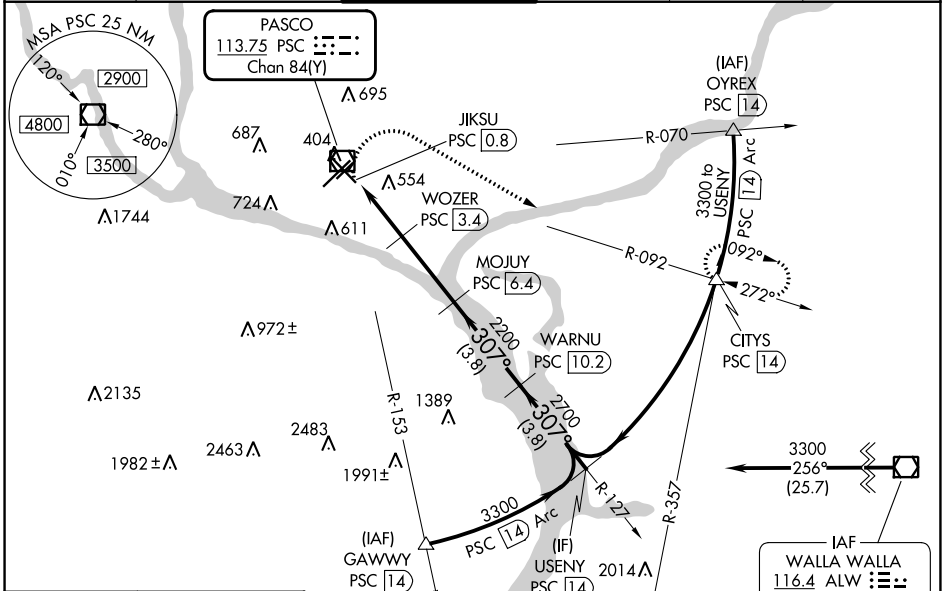 MSA PSC 25 NM
120°
2900
4800
280°
3500
010°
PASCO
113.75 PSC
Chan 84(Y)
695
687
404
554
724
611
1744
JIKSU
PSC 0.8
WOZER
PSC 3.4
MOJUY
PSC 6.4
WARNU
PSC 10.2
(IAF)
OYREX
PSC 14
R-070
3300 to
USENY
PSC 14 Arc
R-092
092°
272°
CITYS
PSC 14
2200
307°
(3.8)
2700
307°
(3.8)
972±
2135
R-153
1389
2483
2463
1982±
1991±
R-127
R-357
3300
PSC 14 Arc
(IAF)
GAWWY
PSC 14
(IF)
USENY
PSC 14
2014
3300
256°
(25.7)
IAF
WALLA WALLA
116.4 ALW